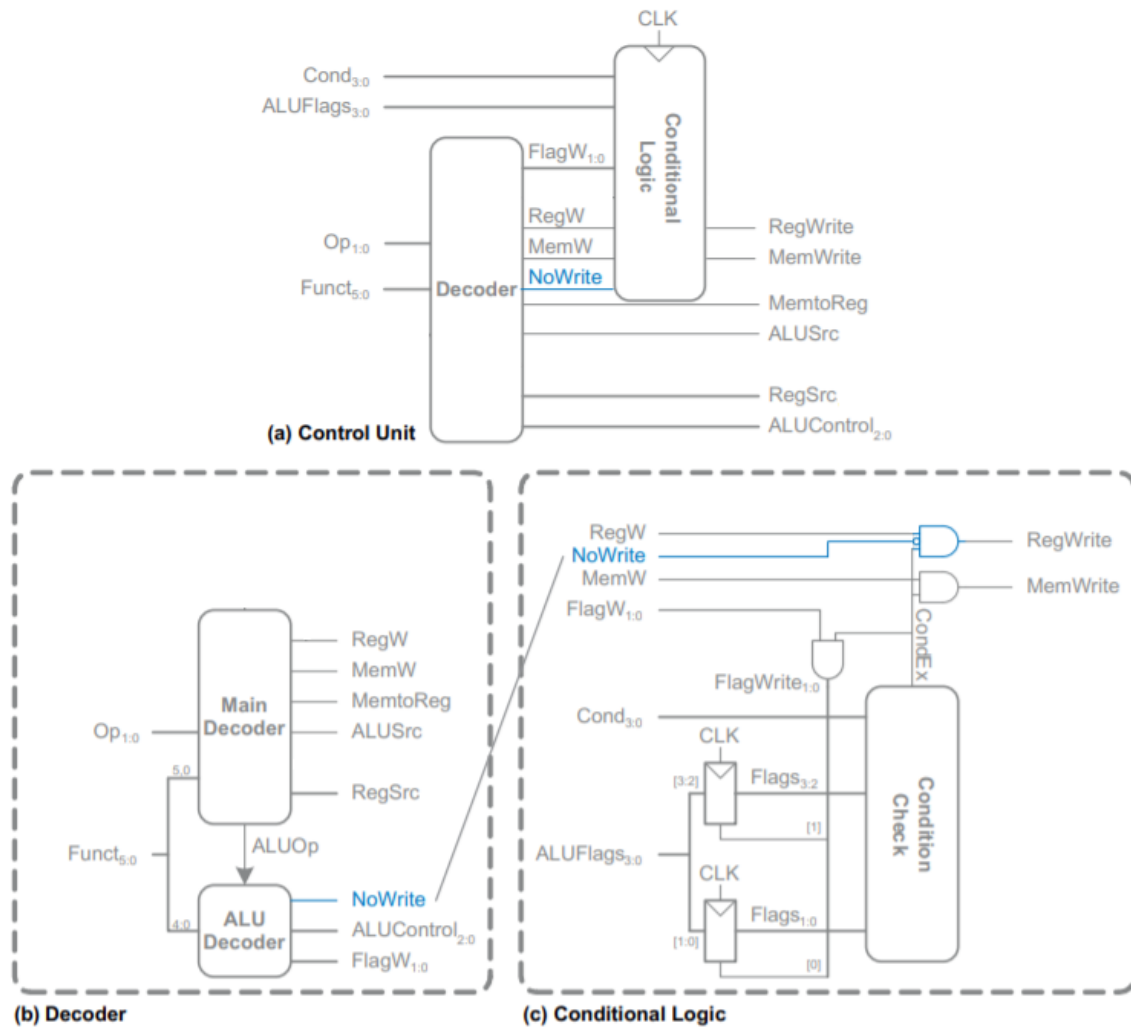 CLK
Cond3:0
ALUFlags3:0
Conditional
Logic
FlagW1:0
RegW
RegWrite
Op1:0
MemW
MemWrite
Funct5:0
Decoder
NoWrite
MemtoReg
ALUSrc
RegSrc
(a) Control Unit
ALUControl2:0
RegW
MemW
Main
Decoder
MemtoReg
Op1:0
ALUSrc
5,0
RegSrc
Funct5:0
ALUOp
NoWrite
4:0
ALU
Decoder
ALUControl2:0
FlagW1:0
(b) Decoder
RegW
RegWrite
NoWrite
MemW
MemWrite
FlagW1:0
CondEx
FlagWrite1:0
Cond3:0
CLK
[3:2]
Flags3:2
Condition
Check
[1]
ALUFlags3:0
CLK
[1:0]
Flags1:0
[0]
(c) Conditional Logic